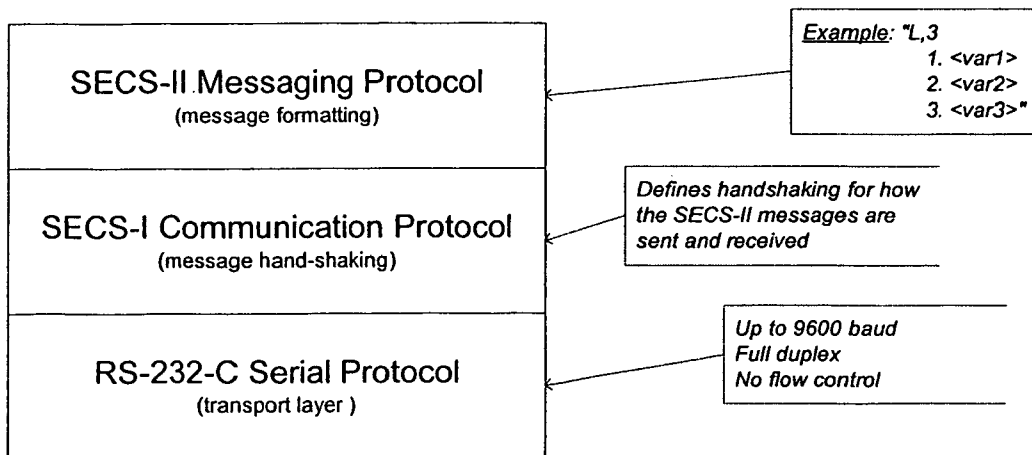 SECS-II Messaging Protocol
(message formatting)
Example: "L,3
1. <var1>
2. <var2>
3. <var3>"
SECS-I Communication Protocol
(message hand-shaking)
Defines handshaking for how
the SECS-II messages are
sent and received
RS-232-C Serial Protocol
(transport layer )
Up to 9600 baud
Full duplex
No flow control